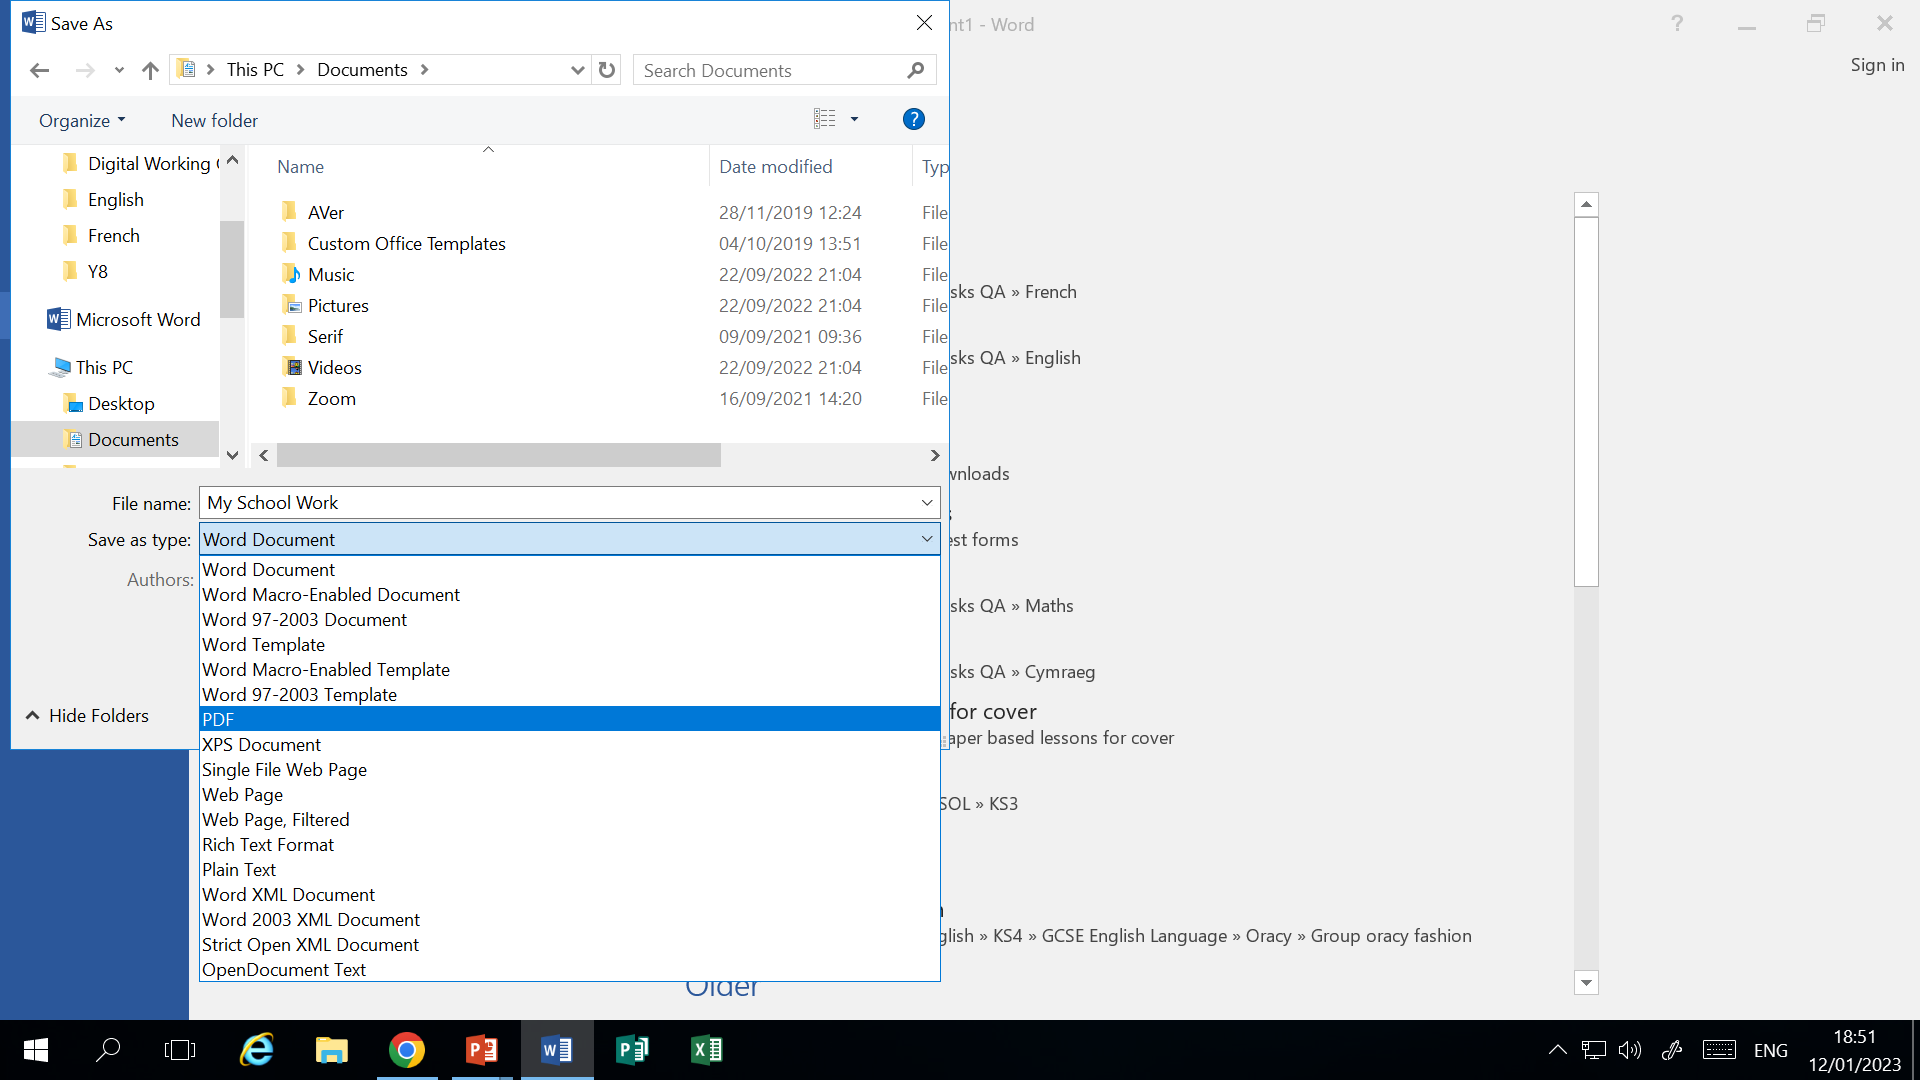 Save As
nt1 - Word
This PC
Documents
Search Documents
Sign in
Organize
New folder
Name
Date modified
Typ
Digital Working
English
French
Y8
Microsoft Word
This PC
Desktop
Documents
AVer 28/11/2019 12:24 File
Custom Office Templates 04/10/2019 13:51 File
Music 22/09/2022 21:04 File
Pictures 22/09/2022 21:04 File
Serif 09/09/2021 09:36 File
Videos 22/09/2022 21:04 File
Zoom 16/09/2021 14:20 File
File name: My School Work
Save as type: Word Document
Authors:
Word Document
Word Macro-Enabled Document
Word 97-2003 Document
Word Template
Word Macro-Enabled Template
Word 97-2003 Template
PDF
XPS Document
Single File Web Page
Web Page
Web Page, Filtered
Rich Text Format
Plain Text
Word XML Document
Word 2003 XML Document
Strict Open XML Document
OpenDocument Text
Hide Folders
sks QA » French
sks QA » English
wnloads
est forms
sks QA » Maths
sks QA » Cymraeg
for cover
aper based lessons for cover
SOL » KS3
glish » KS4 » GCSE English Language » Oracy » Group oracy fashion
Older
ENG
18:51
12/01/2023